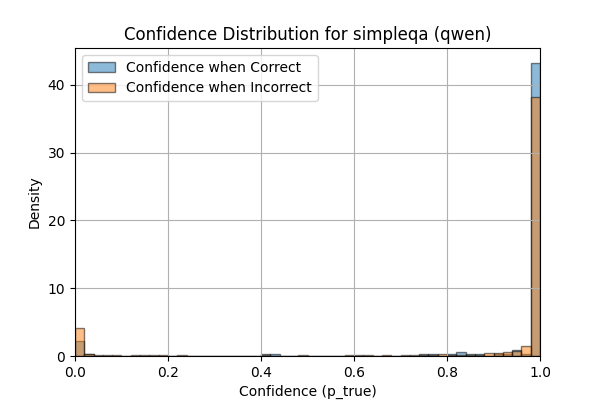 Confidence Distribution for simpleqa (qwen)
Confidence when Correct
Confidence when Incorrect
Density
40
30
20
10
0
0.0 0.2 0.4 0.6 0.8 1.0
Confidence (p_true)